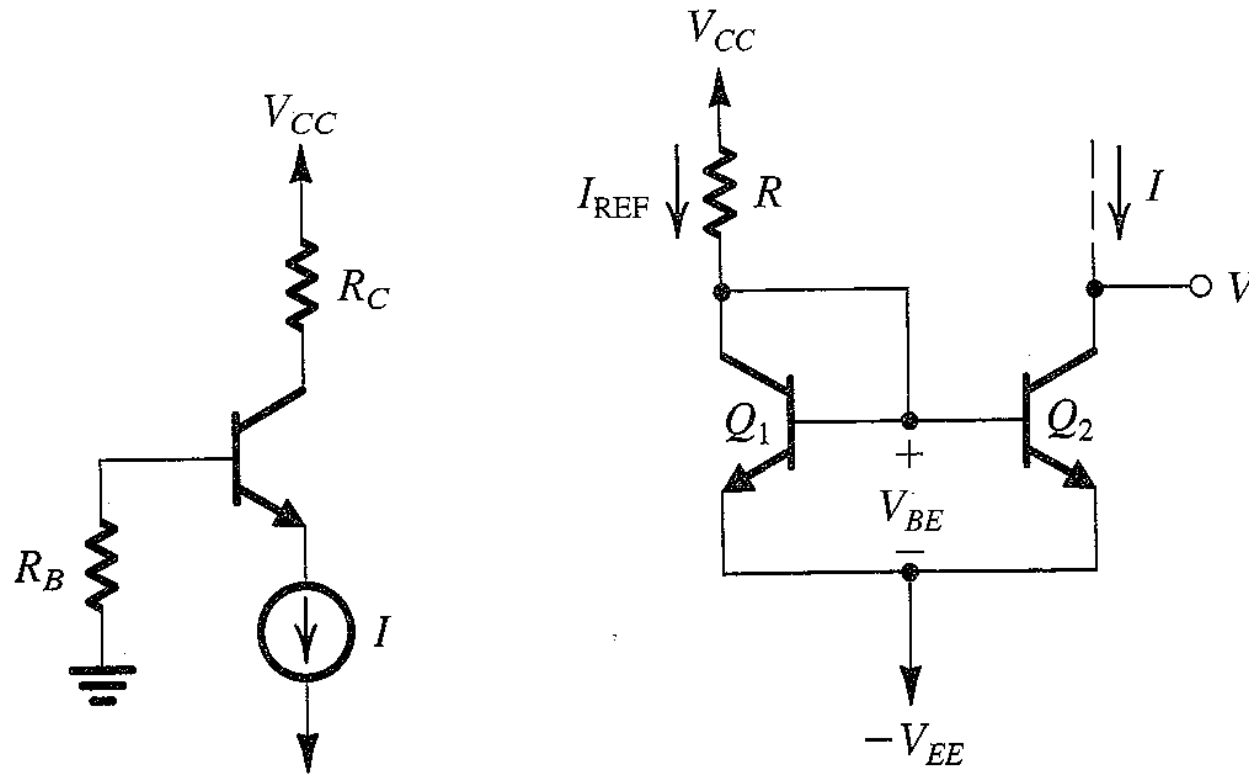 V_CC
R_C
R_B
I
V_CC
I_REF
R
I
V
Q_1
Q_2
+
V_BE
−
−V_EE